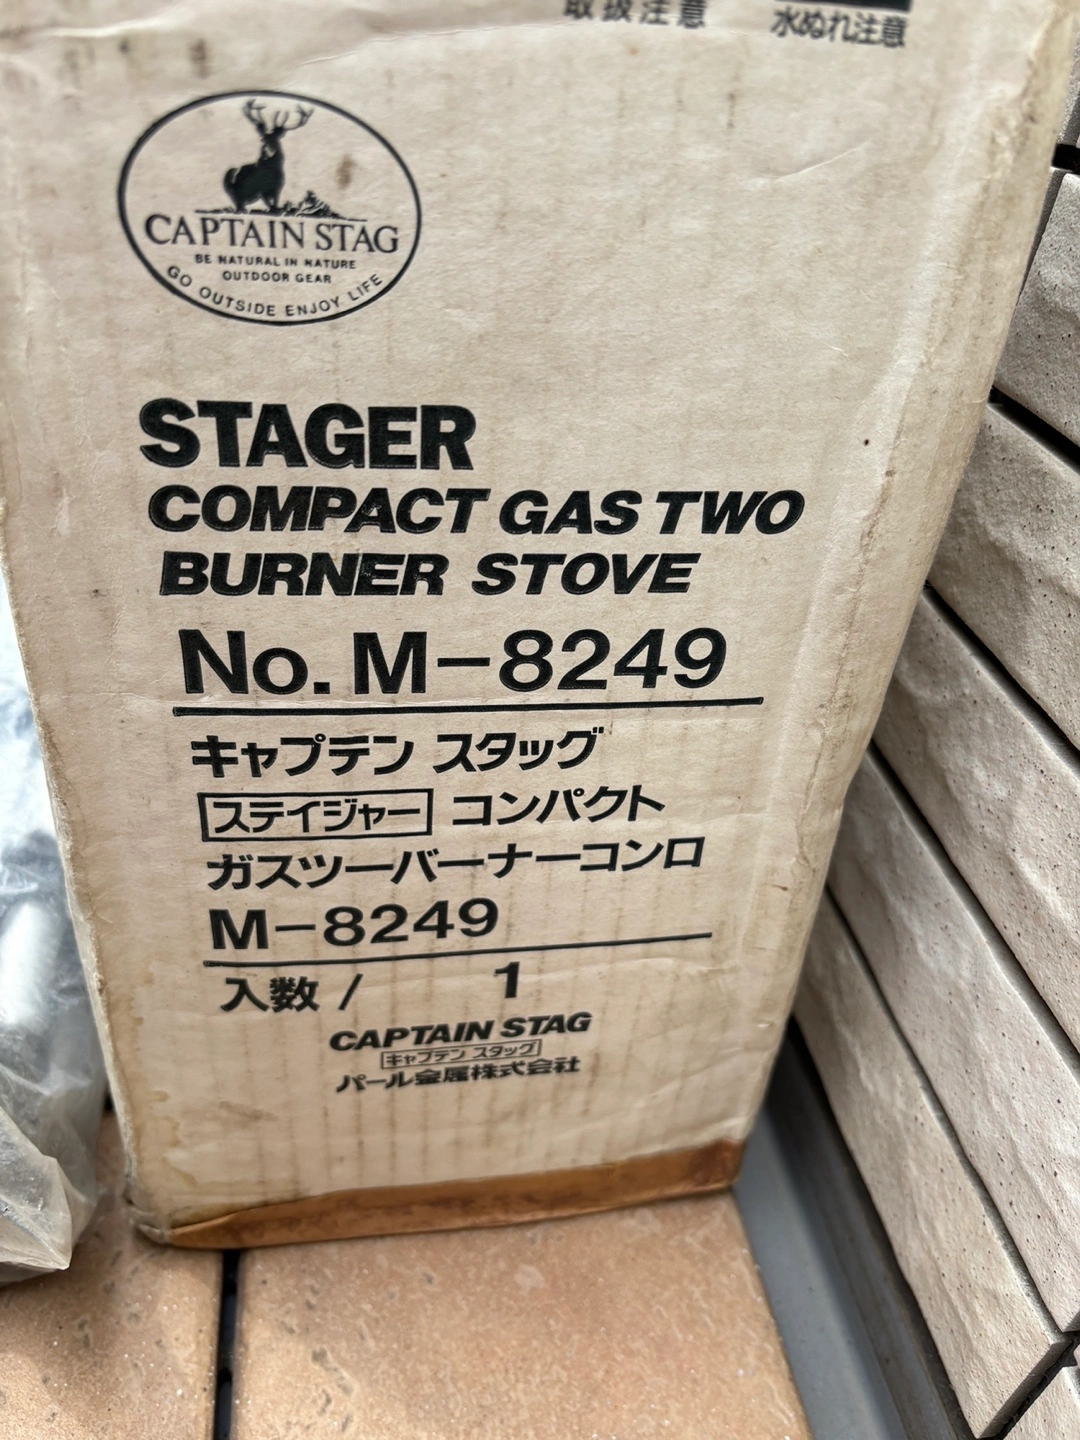 取扱注意
水ぬれ注意
CAPTAIN STAG
BE NATURAL IN NATURE
OUTDOOR GEAR
GO OUTSIDE ENJOY LIFE
STAGER
COMPACT GAS TWO
BURNER STOVE
No. M-8249
キャプテン スタッグ
ステイジャー コンパクト
ガスツーバーナーコンロ
M-8249
入数/ 1
CAPTAIN STAG
キャプテン スタッグ
パール金属株式会社